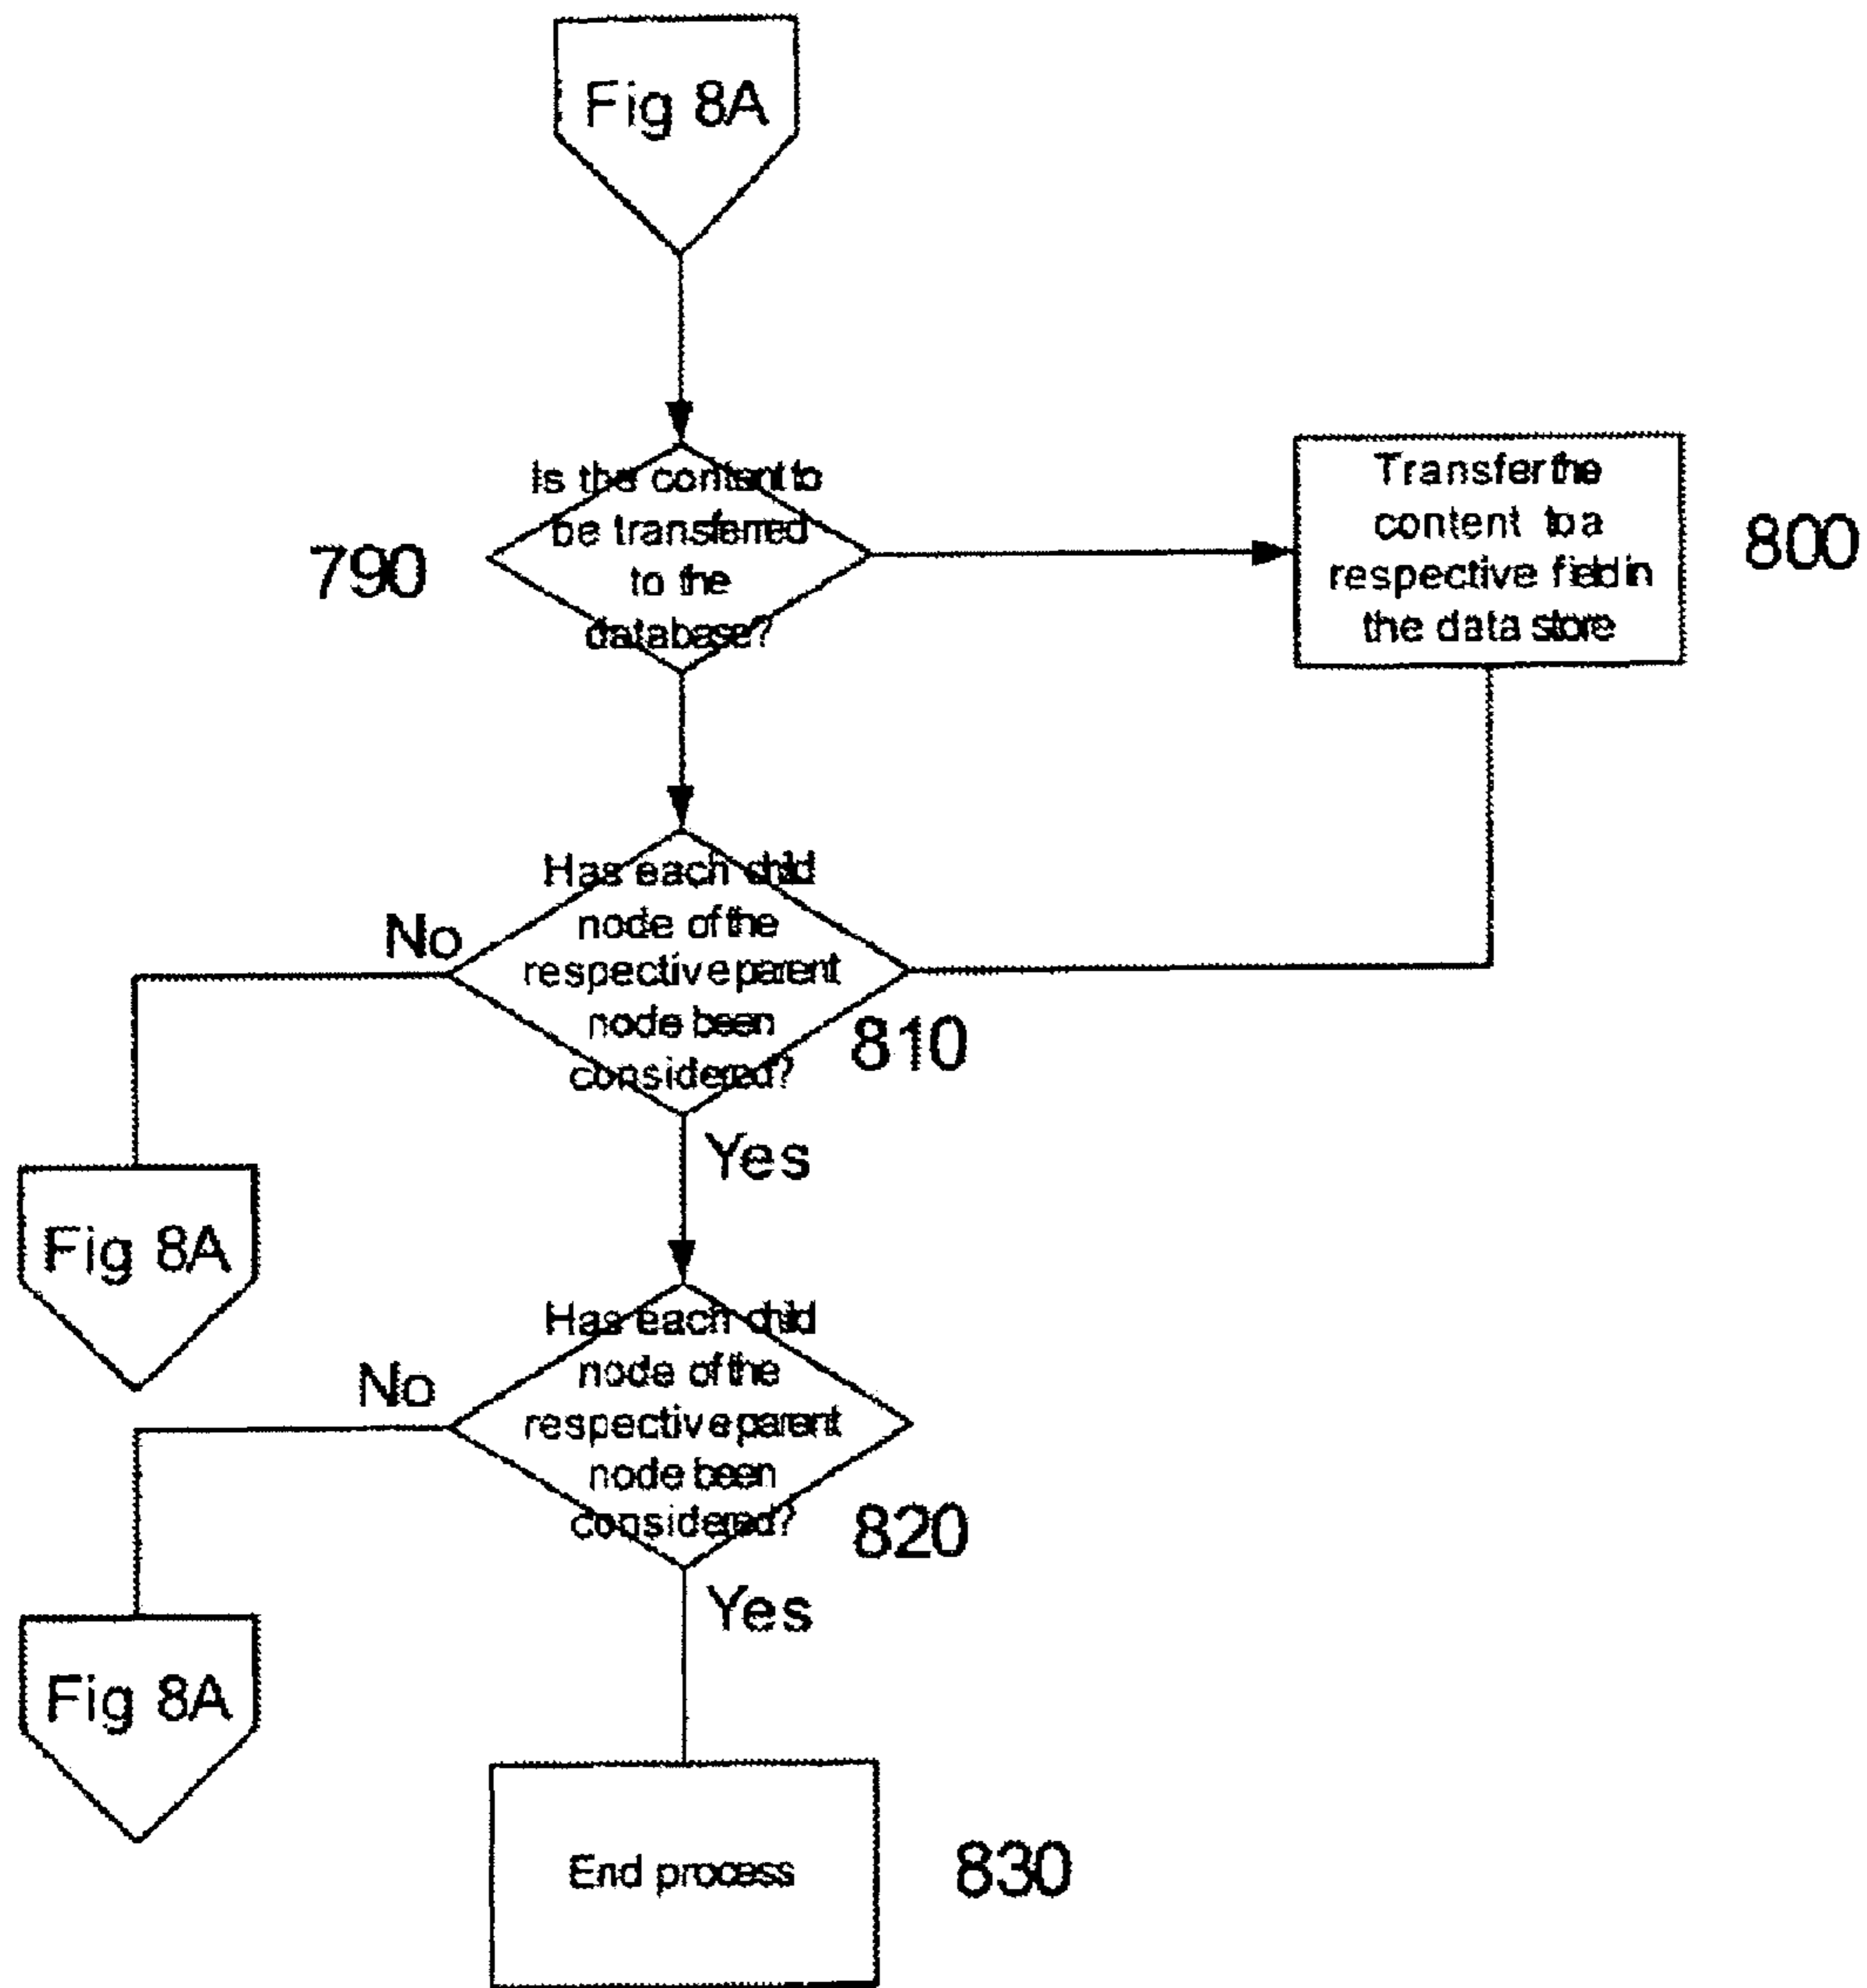 Fig 8A
Is the content to
be transferred
to the
database?
790
Transfer the
content to a
respective field in
the data store
800
Has each child
node of the
respective parent
node been
considered?
No
810
Yes
Fig 8A
Has each child
node of the
respective parent
node been
considered?
No
820
Yes
Fig 8A
End process
830